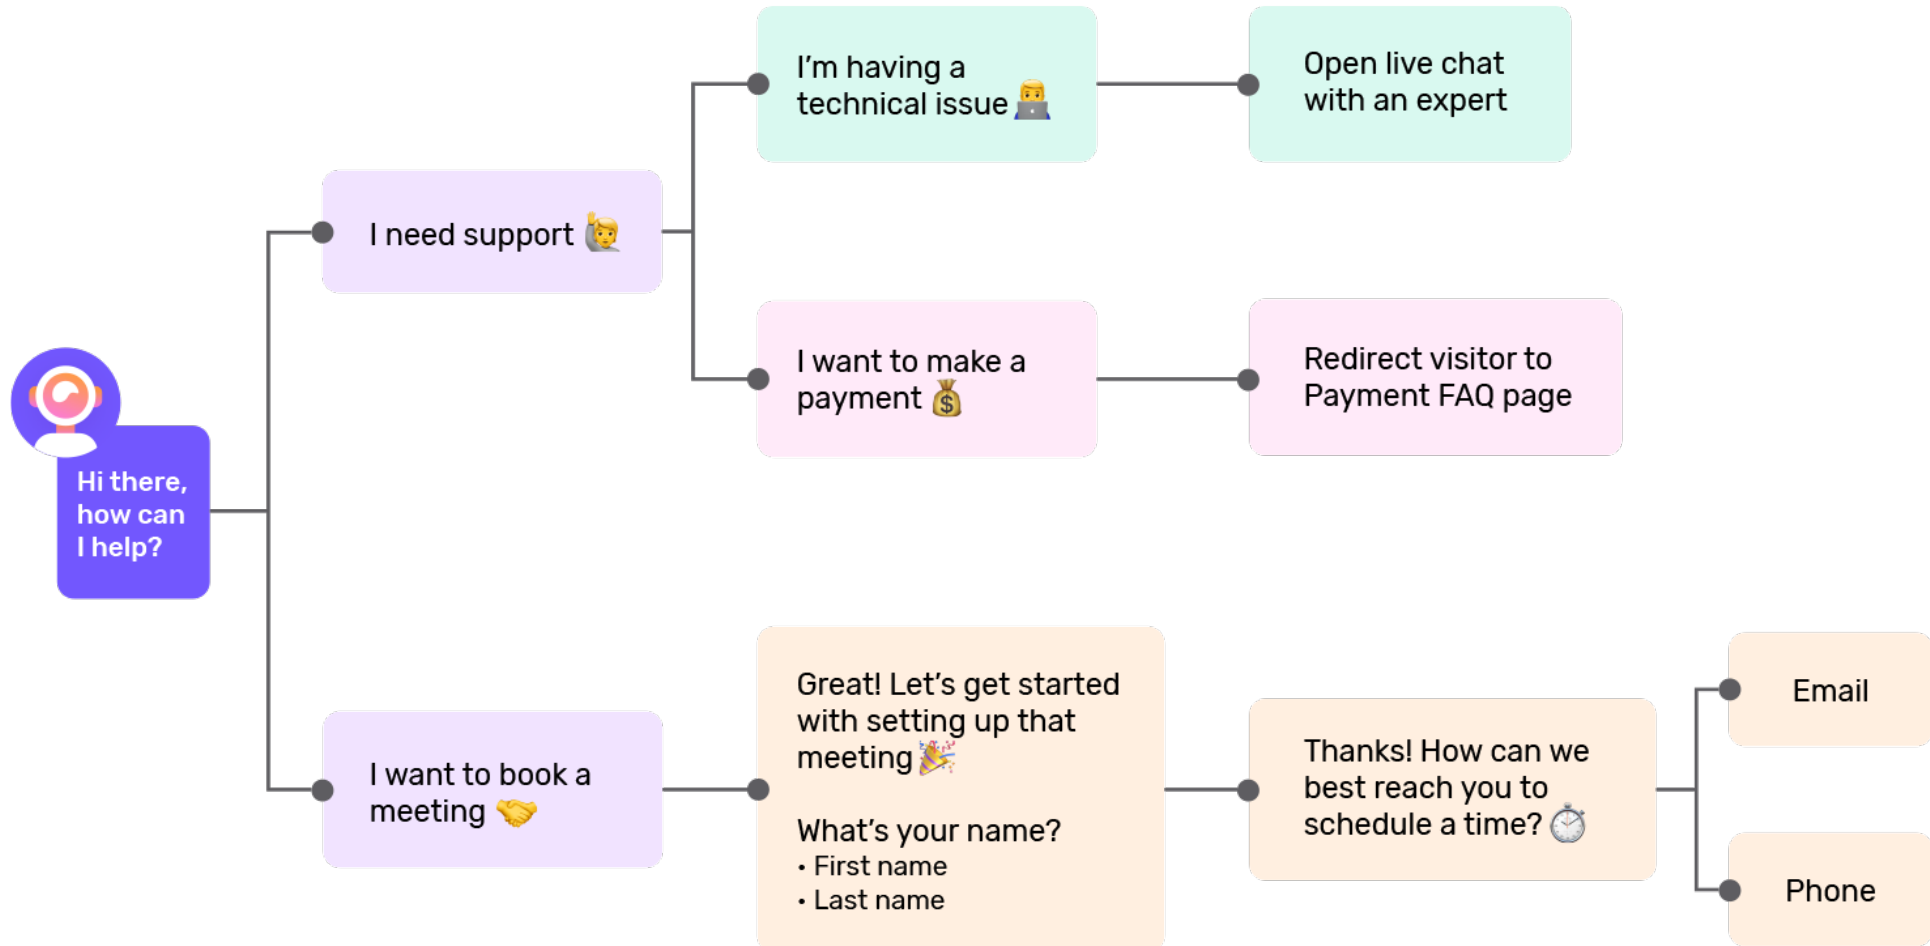 Hi there,
how can
I help?
I need support
I'm having a
technical issue
Open live chat
with an expert
I want to make a
payment
Redirect visitor to
Payment FAQ page
I want to book a
meeting
Great! Let's get started
with setting up that
meeting
What's your name?
• First name
• Last name
Thanks! How can we
best reach you to
schedule a time?
Email
Phone